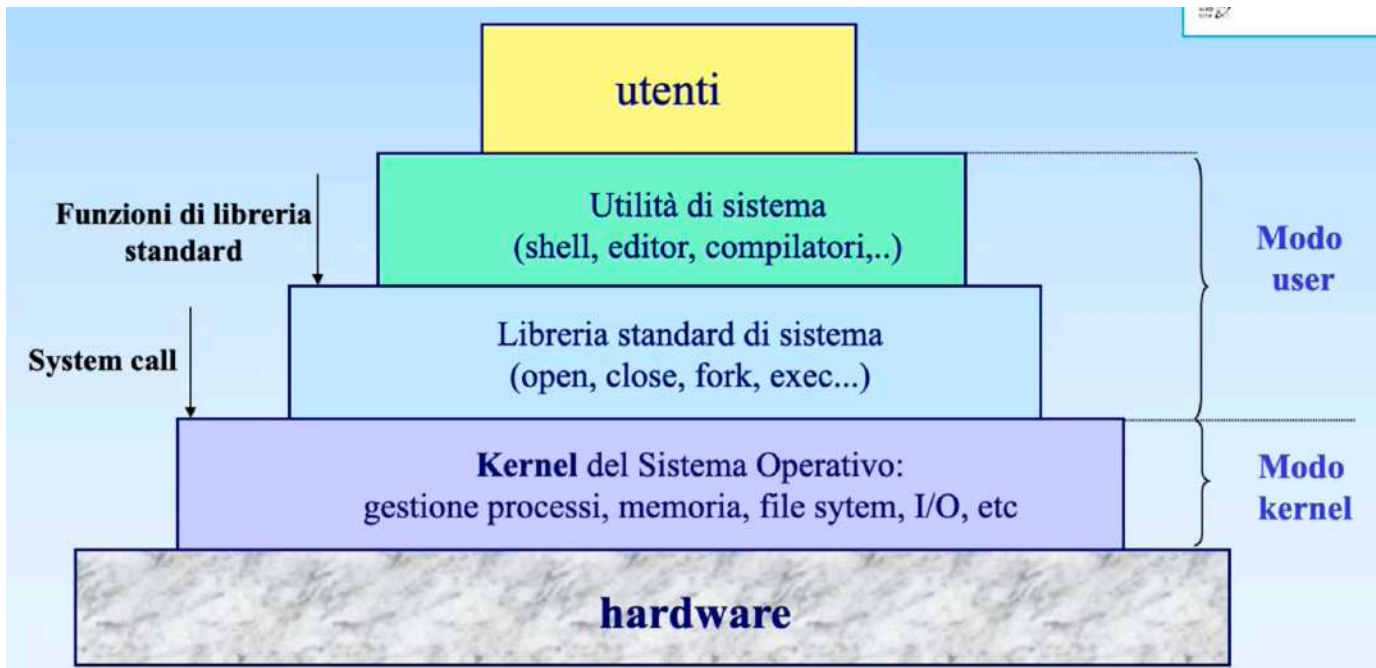 utenti
Funzioni di libreria
standard
Utilità di sistema
(shell, editor, compilatori,..)
Modo
user
System call
Libreria standard di sistema
(open, close, fork, exec...)
Kernel del Sistema Operativo:
gestione processi, memoria, file sytem, I/O, etc
Modo
kernel
hardware